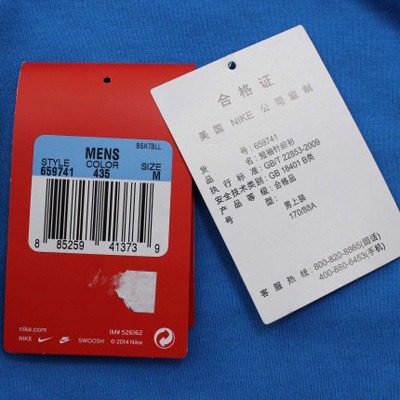 BSKTBLL
MENS
STYLE COLOR SIZE
659741 435 M
8 85259 41373 9
nike.com IM# 526162
NIKE SWOOSH © 2014 Nike
合格证
美国 NIKE 公司监制
货 号: 659741
品 名: 短袖针织衫
执行标准: GB/T 22853-2009
安全技术类别: GB 18401 B类
产品等级: 合格品
型: 男上装
170/88A
客服热线: 800-820-8865(固话)
400-880-6453(手机)